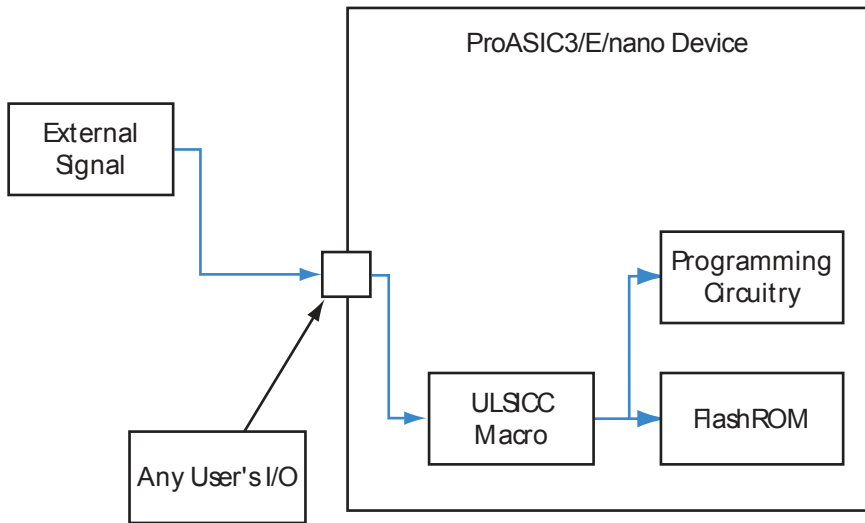 ProASIC3/E/nano Device
External
Signal
Programming
Circuitry
ULSICC
Macro
FlashROM
Any User's I/O